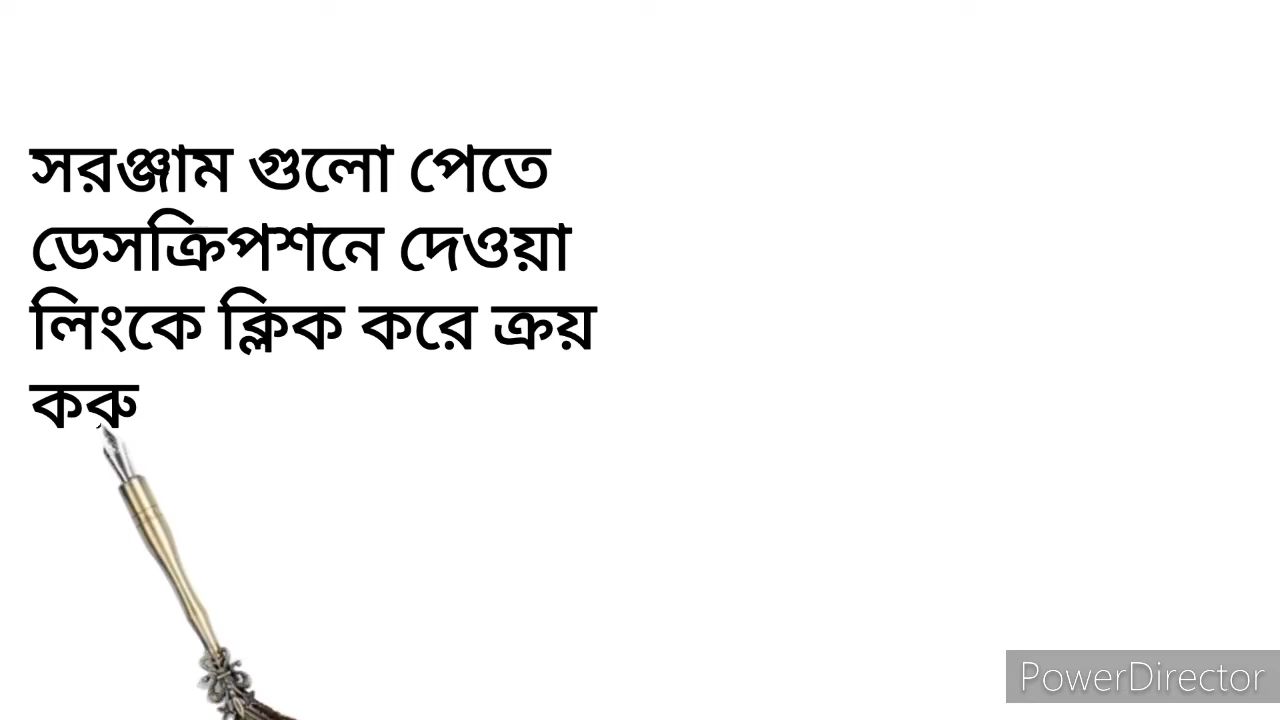 সরঞ্জাম গুলো পেতে
ডেসক্রিপশনে দেওয়া
লিংকে ক্লিক করে ক্রয়
করু
PowerDirector